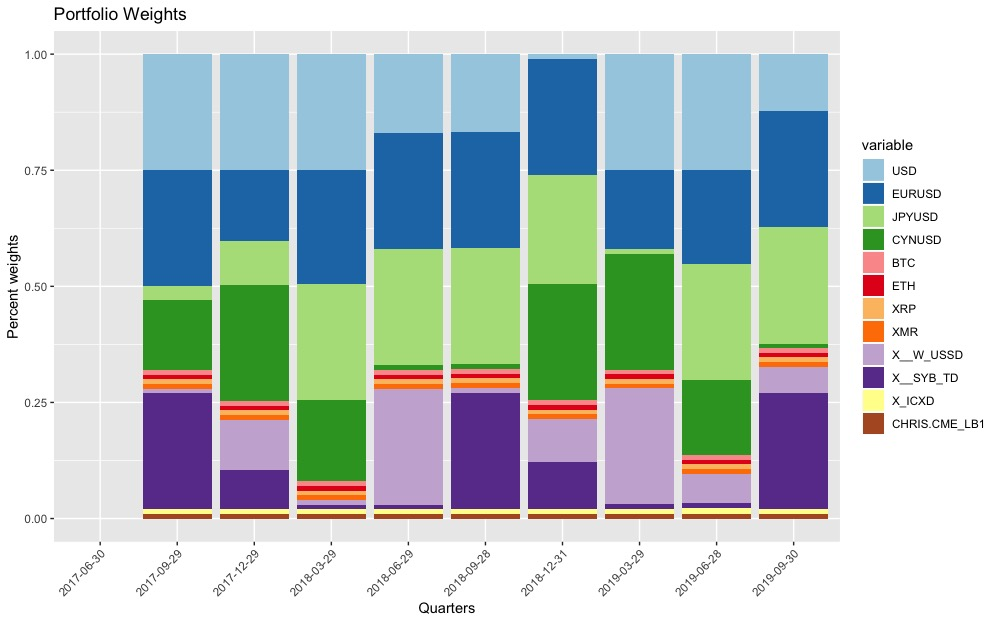 Portfolio Weights
Percent weights
1.00
0.75
0.50
0.25
0.00
2017-06-30
2017-09-29
2017-12-29
2018-03-29
2018-06-29
2018-09-28
2018-12-31
2019-03-29
2019-06-28
2019-09-30
Quarters
variable
USD
EURUSD
JPYUSD
CYNUSD
BTC
ETH
XRP
XMR
X__W_USSD
X__SYB_TD
X_ICXD
CHRIS.CME_LB1